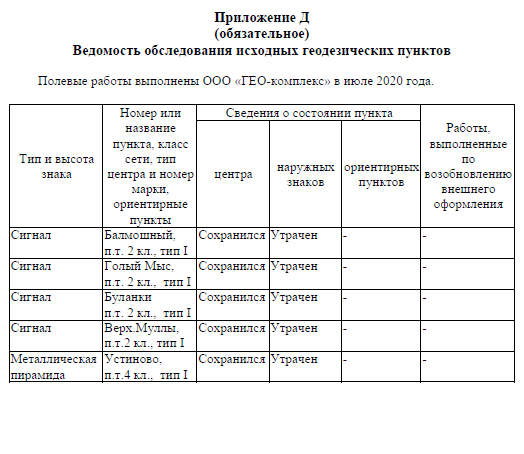 Приложение Д
(обязательное)
Ведомость обследования исходных геодезических пунктов
Полевые работы выполнены ООО «ГЕО-комплекс» в июле 2020 года.
Тип и высота
знака
Номер или
название
пункта, класс
сети, тип
центра и номер
марки,
ориентирные
пункты
Сведения о состоянии пункта
центра
наружных
знаков
ориентирных
пунктов
Работы,
выполненные
по
возобновлению
внешнего
оформления
Сигнал
Балмошный,
п.т. 2 кл., тип I
Сохранился
Утрачен
-
-
Сигнал
Голый Мыс,
п.т. 2 кл., тип I
Сохранился
Утрачен
-
-
Сигнал
Буланки
п.т. 2 кл., тип I
Сохранился
Утрачен
-
-
Сигнал
Верх.Муллы,
п.т.2 кл., тип I
Сохранился
Утрачен
-
-
Металлическая
пирамида
Устиново,
п.т.4 кл., тип I
Сохранился
Утрачен
-
-